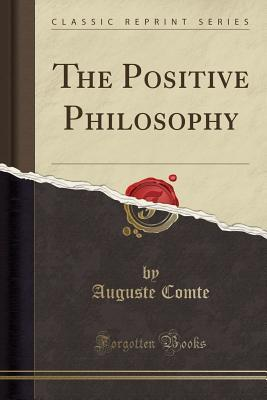 CLASSIC REPRINT SERIES
THE POSITIVE
PHILOSOPHY
F
by
Auguste Comte
Forgotten Books